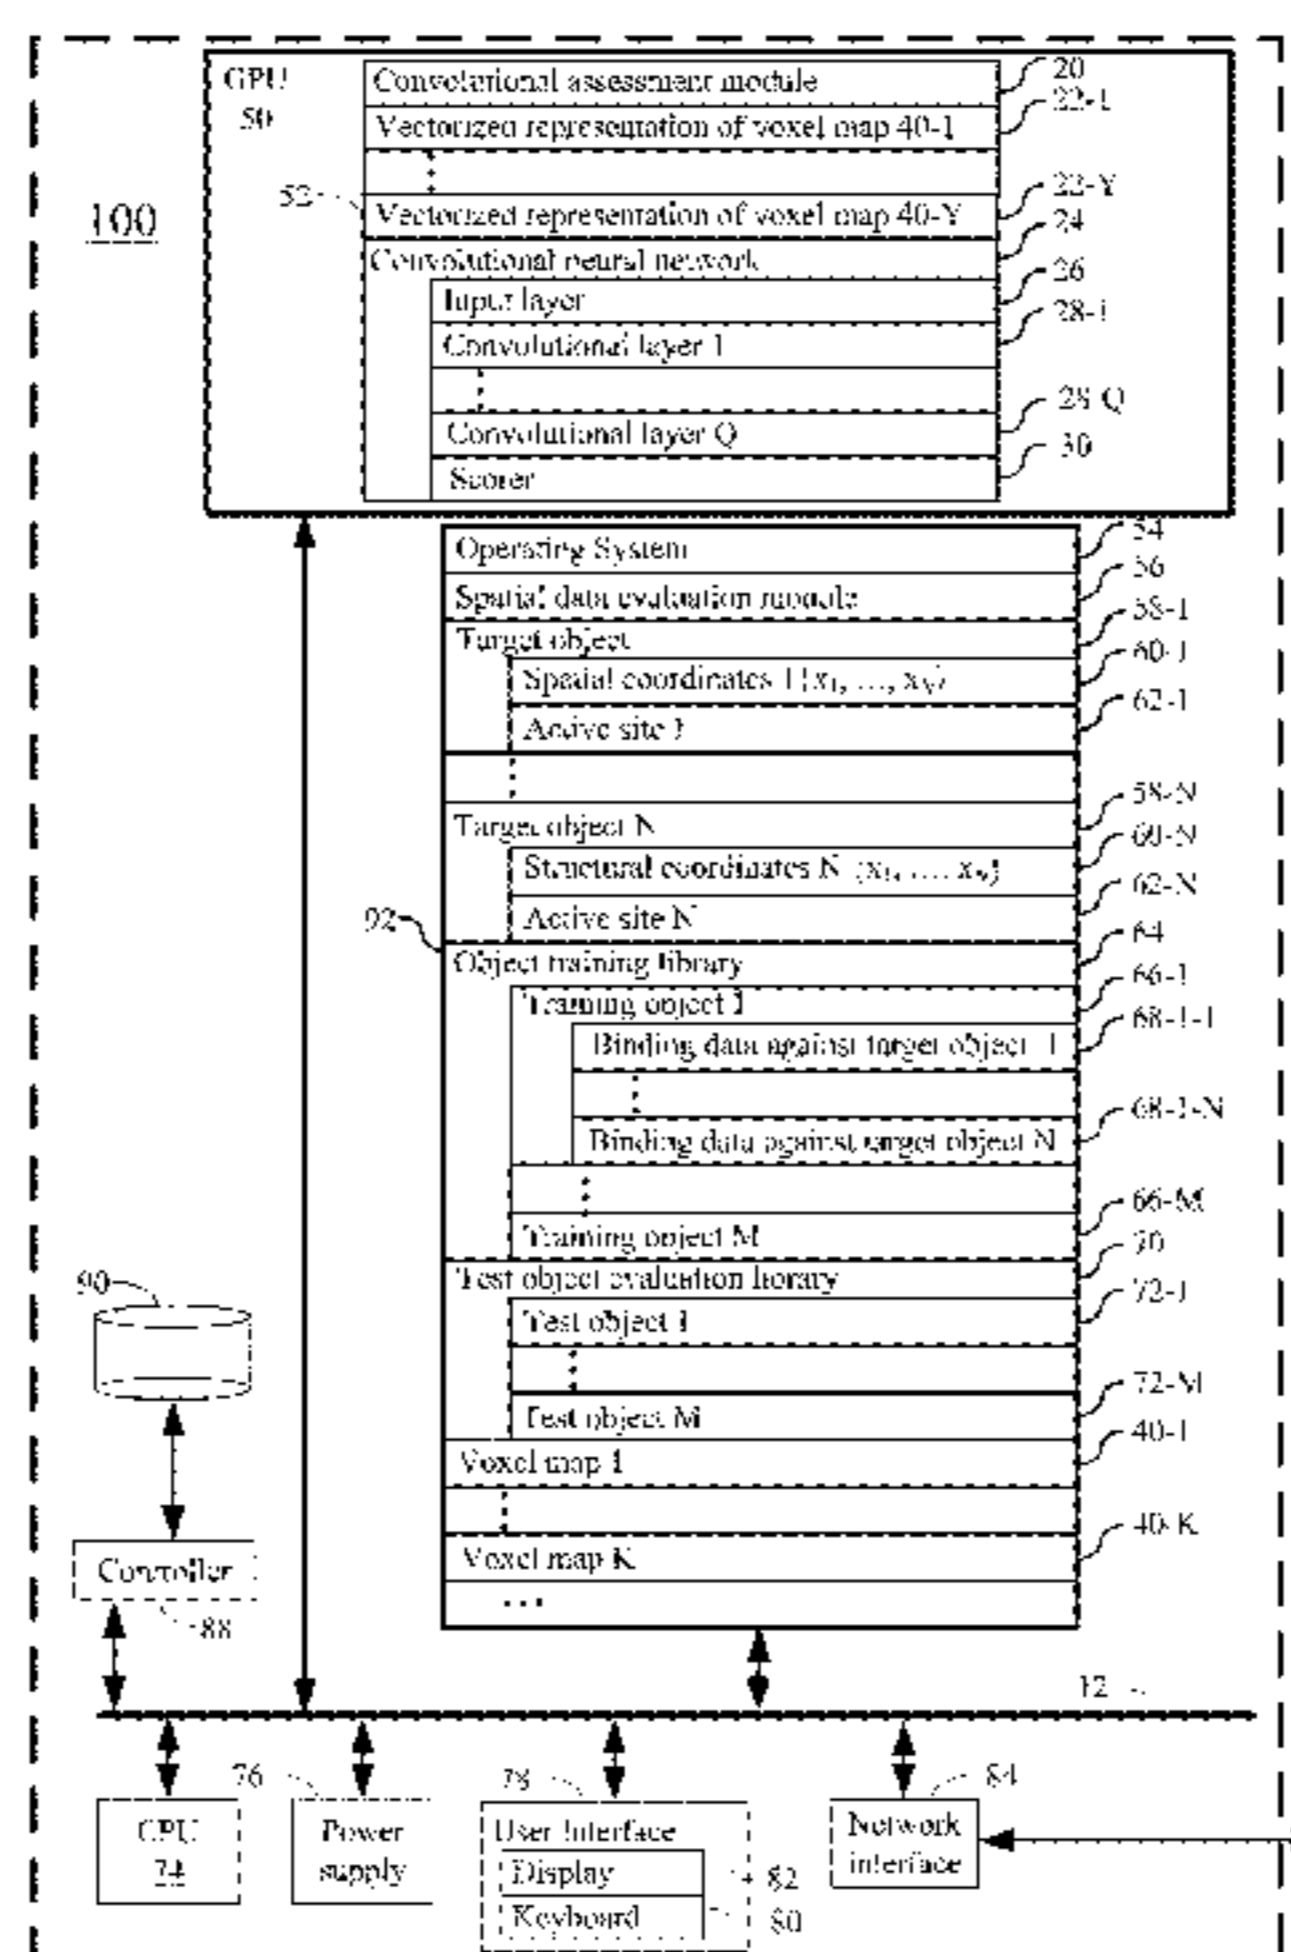 GPU
50
100
52
Convolutional assessment module
20
Vectorized representation of voxel map 40-1
22-1
Vectorized representation of voxel map 40-Y
22-Y
Convolutional neural network
24
Input layer
26
Convolutional layer 1
28-1
Convolutional layer Q
28-Q
Scorer
30
Operating System
54
Spatial data evaluation module
56
Target object
58-1
Spatial coordinates 1 {x₁, …, x
60-1
Active site 1
62-1
Target object N
58-N
Structural coordinates N {x₁, …, x
60-N
Active site N
62-N
92
Object training library
64
Training object 1
66-1
Binding data against target object 1
68-1-1
Binding data against target object N
68-1-N
Training object M
66-M
Test object evaluation library
70
Test object 1
72-1
Test object M
72-M
Voxel map 1
40-1
Voxel map K
40-K
...
90
Controller
88
12
CPU
74
76
Power
supply
78
User Interface
Display
82
Keyboard
80
84
Network
interface